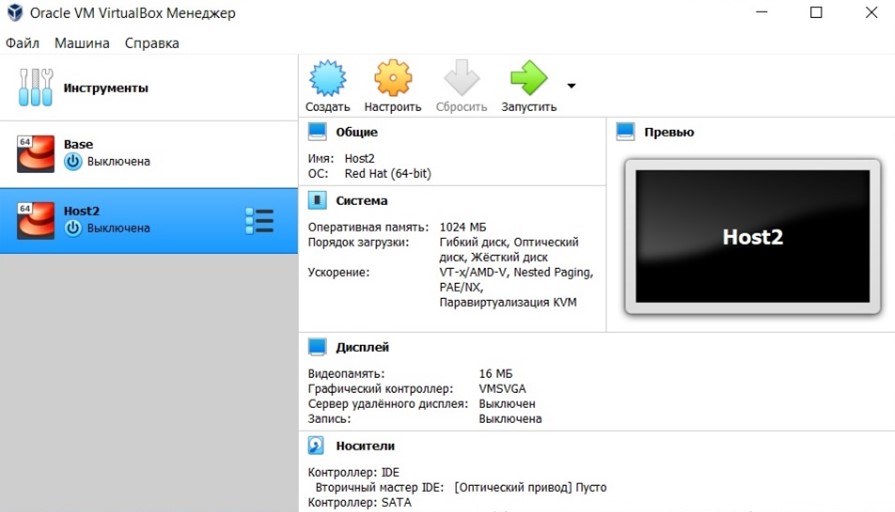 Oracle VM VirtualBox Менеджер
Файл Машина Справка
Инструменты
64
Base
Выключена
64
Host2
Выключена
Создать Настроить Сбросить Запустить
Общие
Имя: Host2
ОС: Red Hat (64-bit)
Система
Оперативная память: 1024 МБ
Порядок загрузки: Гибкий диск, Оптический
диск, Жёсткий диск
Ускорение: VT-x/AMD-V, Nested Paging,
PAE/NX,
Паравиртуализация KVM
Превью
Host2
Дисплей
Видеопамять: 16 МБ
Графический контроллер: VMSVGA
Сервер удалённого дисплея: Выключен
Запись: Выключена
Носители
Контроллер: IDE
Вторичный мастер IDE: [Оптический привод] Пусто
Контроллер: SATA